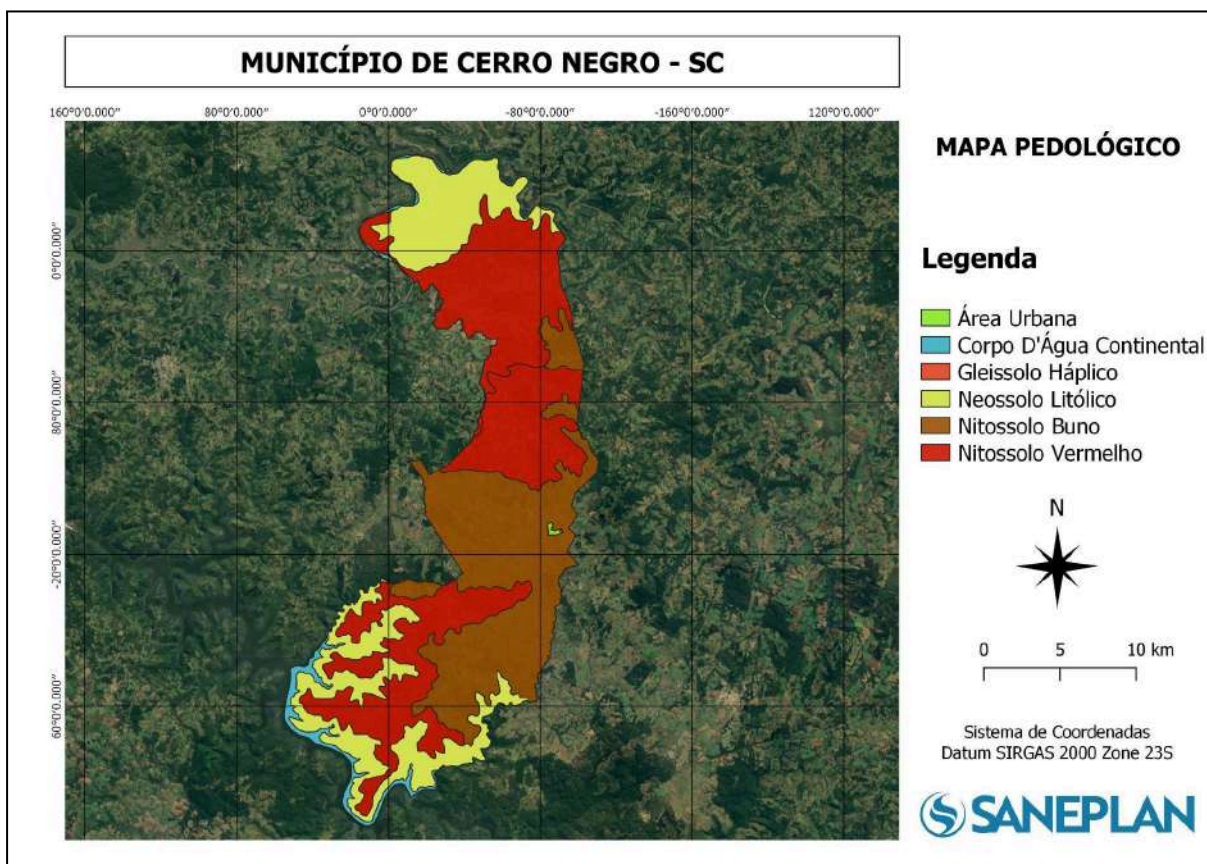 MUNICÍPIO DE CERRO NEGRO - SC
160°0'0.000" 80°0'0.000" 0°0'0.000" -80°0'0.000" -160°0'0.000" 120°0'0.000"
0°0'0.000"
80°0'0.000"
-20°0'0.000"
60°0'0.000"
MAPA PEDOLÓGICO
Legenda
Área Urbana
Corpo D'Água Continental
Gleissolo Háplico
Neossolo Litólico
Nitossolo Buno
Nitossolo Vermelho
N
0 5 10 km
Sistema de Coordenadas
Datum SIRGAS 2000 Zone 23S
SANEPLAN